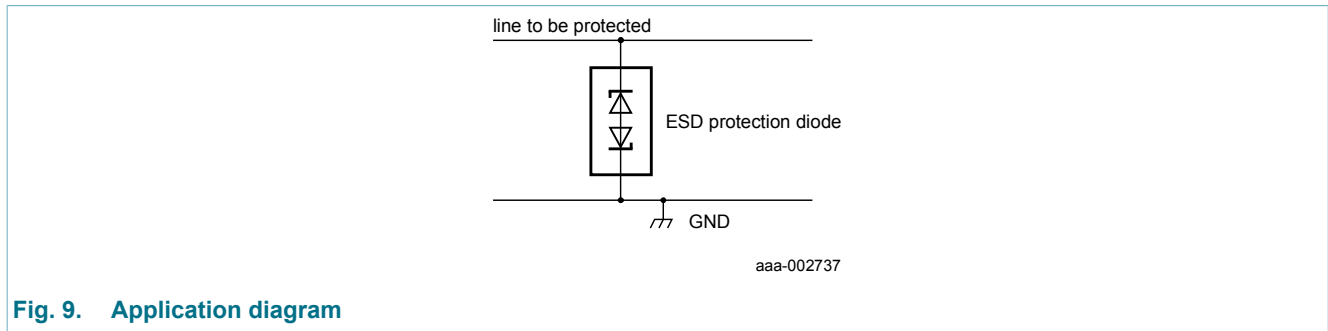 line to be protected
ESD protection diode
GND
aaa-002737
Fig. 9. Application diagram